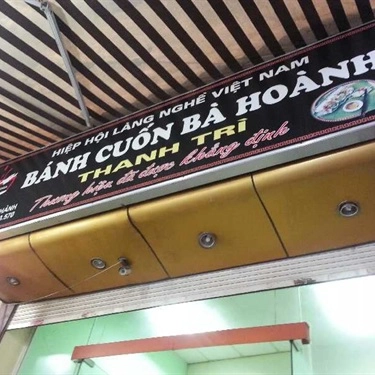 HIỆP HỘI LÀNG NGHỀ VIỆT NAM
BÁNH CUỐN BÀ HOÀNH
THANH TRÌ
Thương hiệu đã được khẳng định